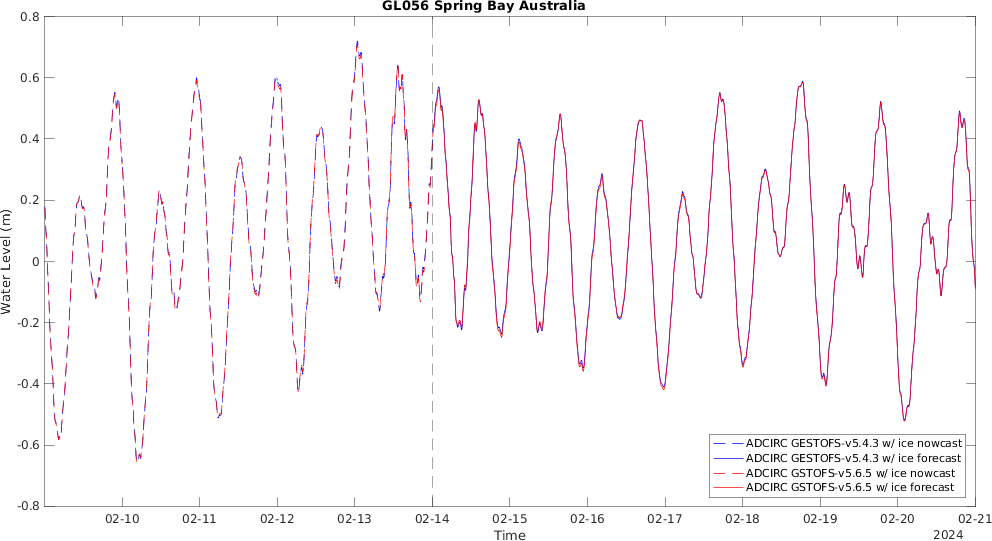 GL056 Spring Bay Australia
0.8
0.6
0.4
0.2
0
-0.2
-0.4
-0.6
-0.8
Water Level (m)
ADCIRC GESTOFS-v5.4.3 w/ ice nowcast
ADCIRC GESTOFS-v5.4.3 w/ ice forecast
ADCIRC GSTOFS-v5.6.5 w/ ice nowcast
ADCIRC GSTOFS-v5.6.5 w/ ice forecast
02-10 02-11 02-12 02-13 02-14 02-15 02-16 02-17 02-18 02-19 02-20 02-21
Time
2024